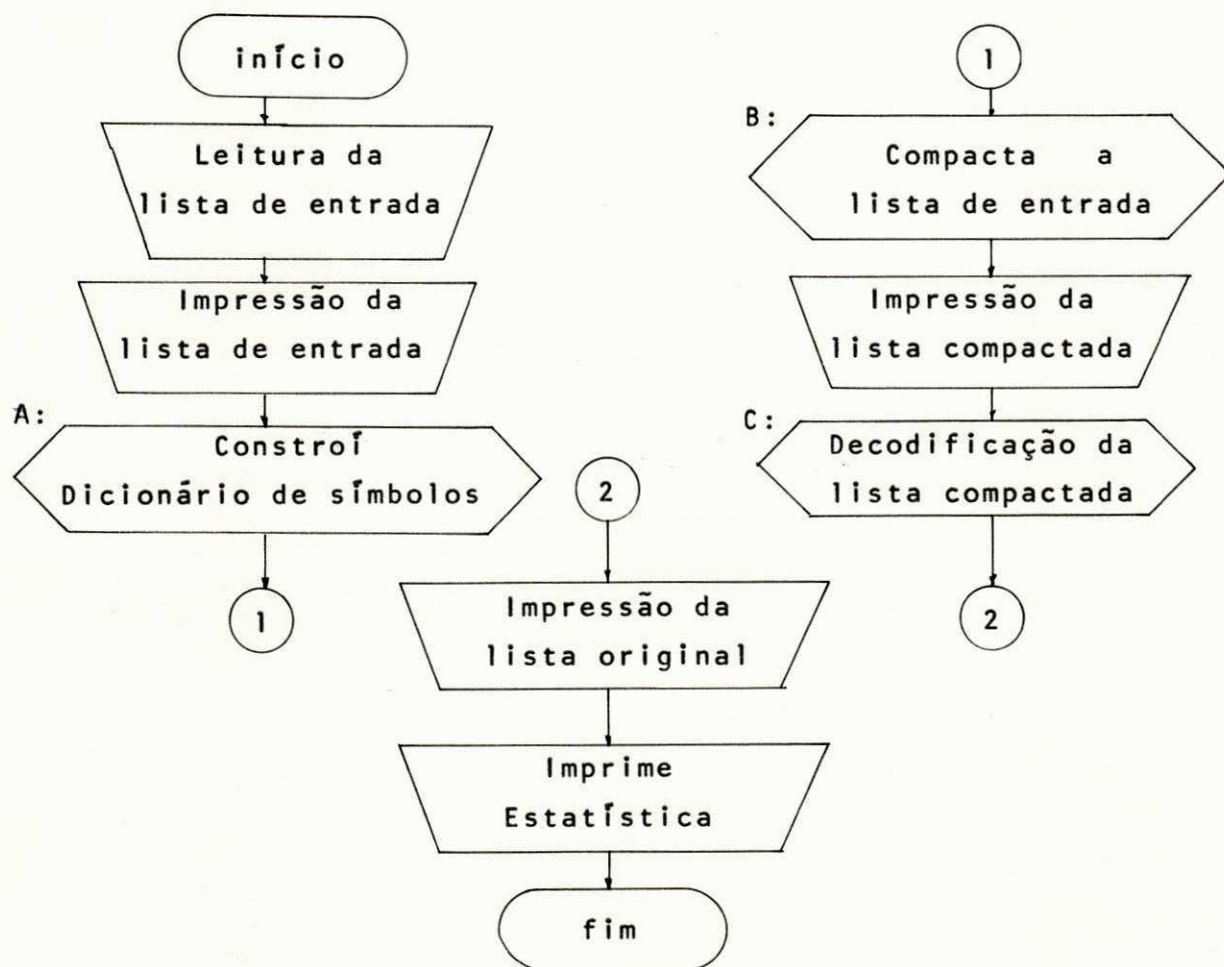 início
Leitura da
lista de entrada
Impressão da
lista de entrada
A:
Constroí
Dicionário de símbolos
1
1
B:
Compacta a
lista de entrada
Impressão da
lista compactada
C:
Decodificação da
lista compactada
2
2
Impressão da
lista original
Imprime
Estatística
fim